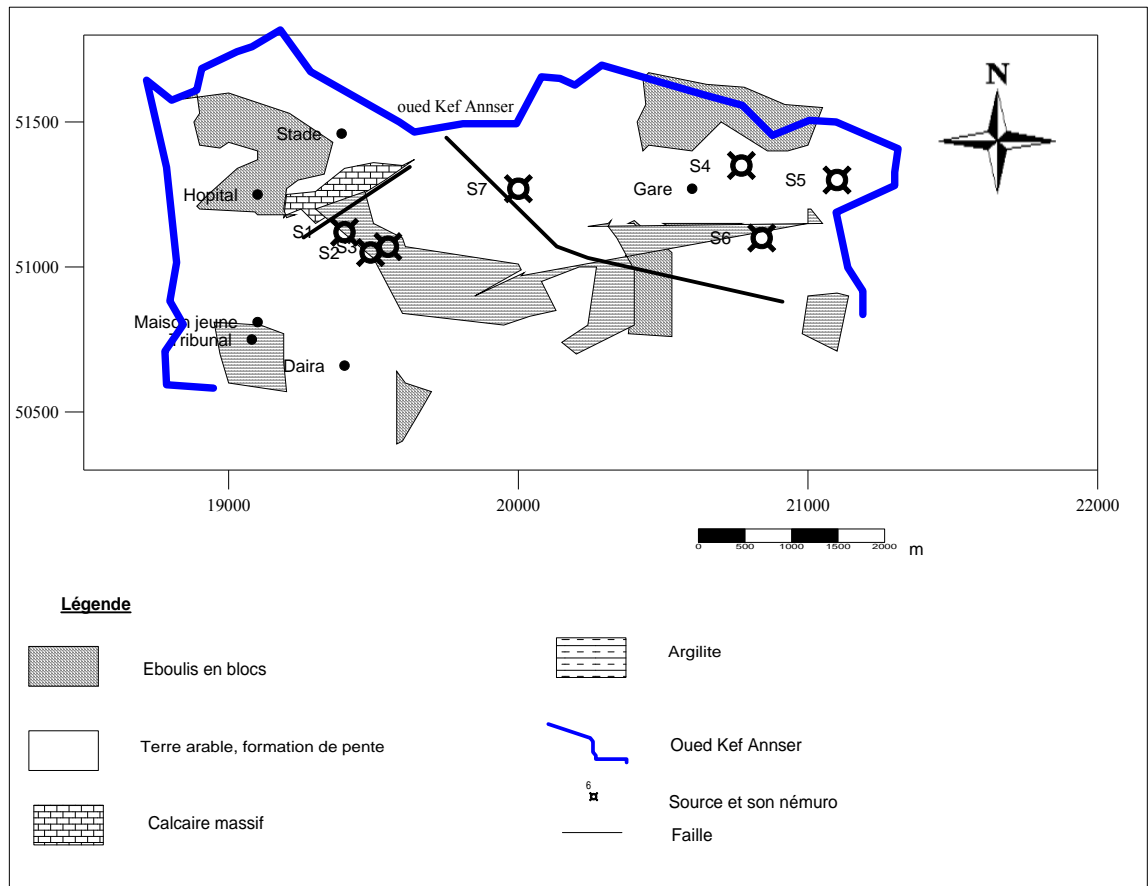 N
oued Kef Annser
51500
Stade
S4
S5
S7
Gare
Hopital
S1
S6
S3
S2
51000
Maison jeune
Tribunal
Daira
50500
19000
20000
21000
22000
0 500 1000 1500 2000
m
Légende
Eboulis en blocs
Argilite
Terre arable, formation de pente
Oued Kef Annser
6
Source et son némuro
Calcaire massif
Faille